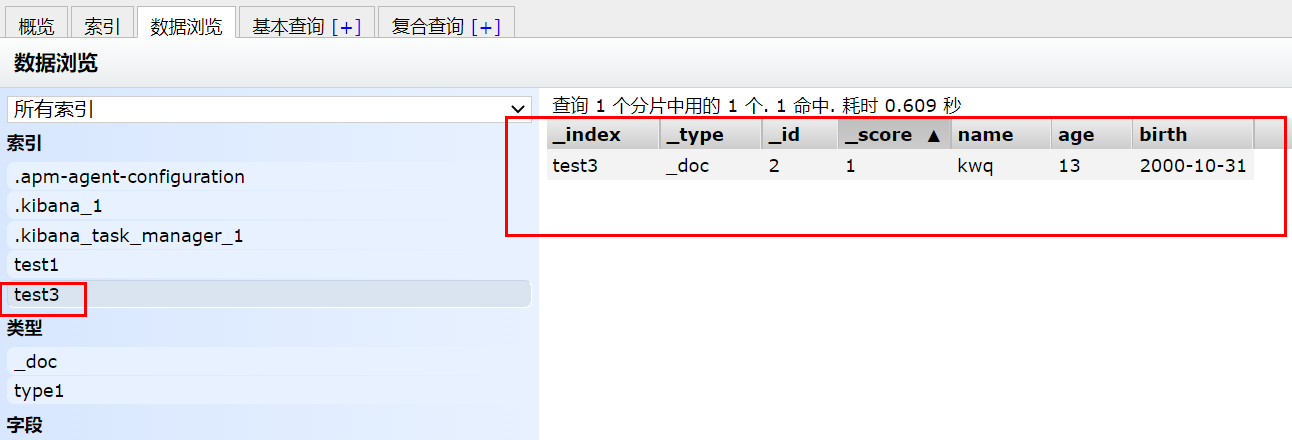 概览 索引 数据浏览 基本查询 [+] 复合查询 [+]
数据浏览
所有索引
索引
.apm-agent-configuration
.kibana_1
.kibana_task_manager_1
test1
test3
类型
_doc
type1
字段
查询 1 个分片中用的 1 个. 1 命中. 耗时 0.609 秒
_index _type _id _score ▲ name age birth
test3 _doc 2 1 kwq 13 2000-10-31